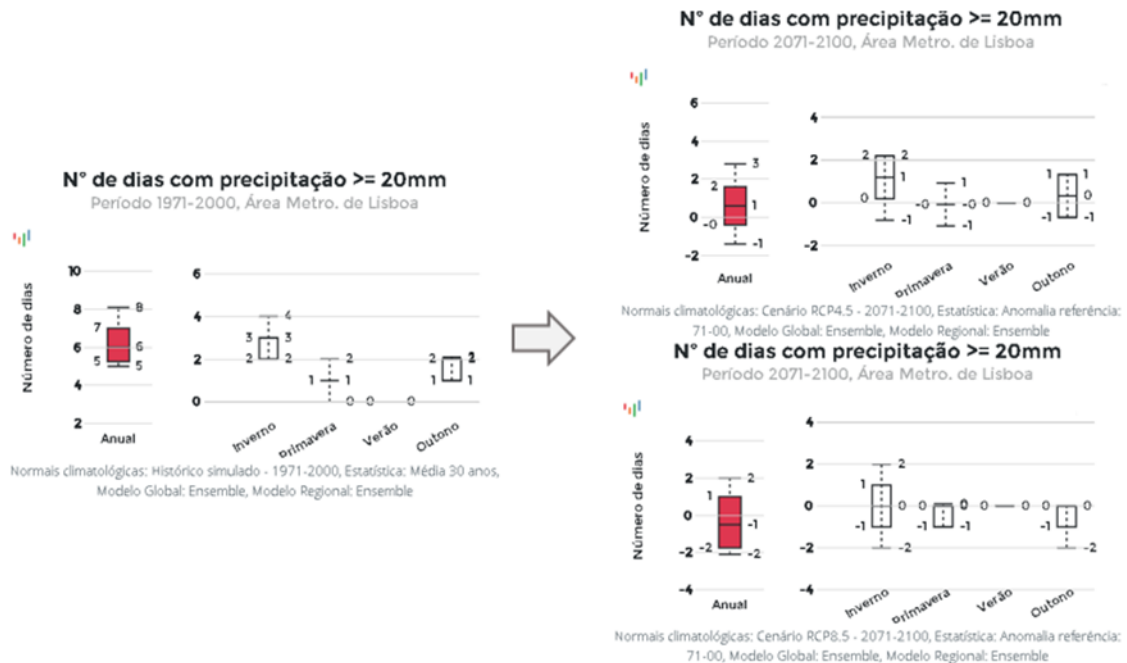 N° de dias com precipitação >= 20mm
Período 1971-2000, Área Metro. de Lisboa
Número de dias
10
8
6
4
2
7
5
8
6
5
Anual
6
4
2
0
3
2
4
3
2
1
2
1
0
0
0
2
1
2
1
Inverno
Primavera
Verão
Outono
Normais climatológicas: Histórico simulado - 1971-2000, Estatística: Média 30 anos,
Modelo Global: Ensemble, Modelo Regional: Ensemble
N° de dias com precipitação >= 20mm
Período 2071-2100, Área Metro. de Lisboa
Número de dias
6
4
2
0
-2
2
-0
3
1
-1
Anual
4
2
0
-2
2
0
2
1
-1
-0
1
-0
-1
0
0
1
-1
1
0
-1
Inverno
Primavera
Verão
Outono
Normais climatológicas: Cenário RCP4.5 - 2071-2100, Estatística: Anomalia referência:
71-00, Modelo Global: Ensemble, Modelo Regional: Ensemble
N° de dias com precipitação >= 20mm
Período 2071-2100, Área Metro. de Lisboa
Número de dias
4
2
0
-2
-4
1
-2
2
-1
-2
Anual
4
2
0
-2
-4
1
-1
2
0
-2
0
-1
0
-1
0
0
0
-1
0
-2
Inverno
Primavera
Verão
Outono
Normais climatológicas: Cenário RCP8.5 - 2071-2100, Estatística: Anomalia referência:
71-00, Modelo Global: Ensemble, Modelo Regional: Ensemble